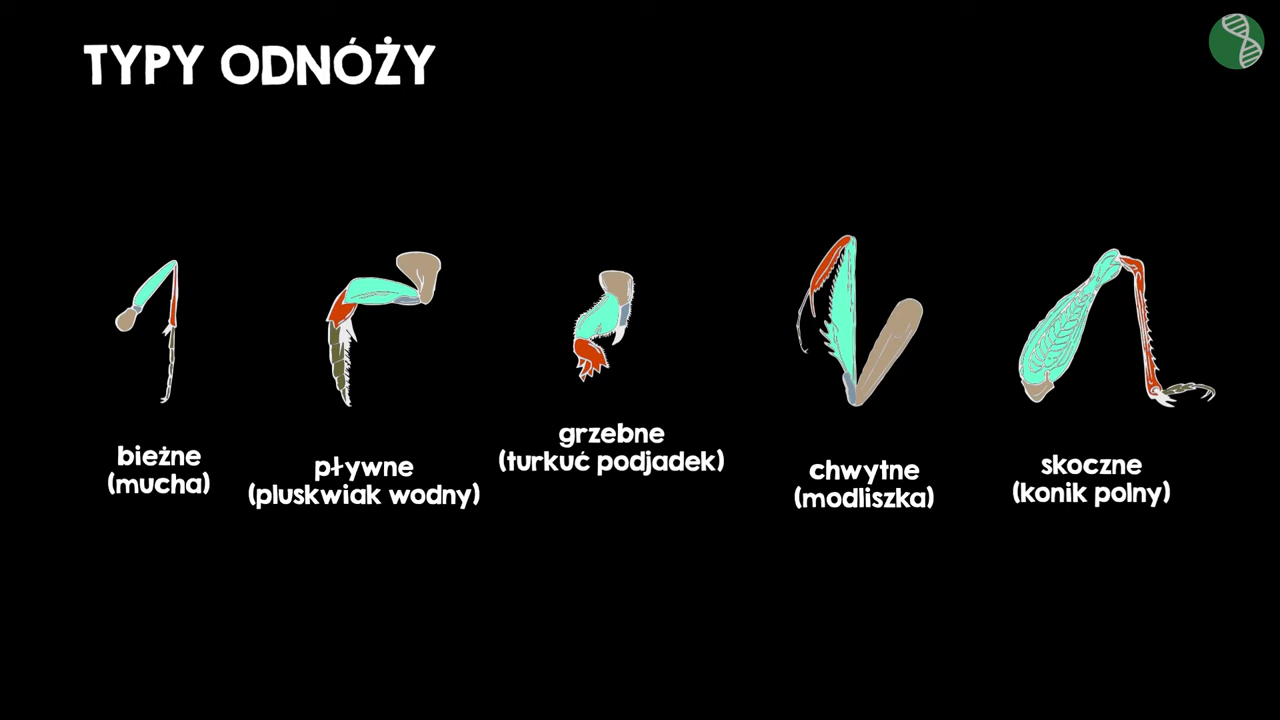 TYPY ODNÓŻY
bieżne
(mucha)
pływne
(pluskwiak wodny)
grzebne
(turkuć podjadek)
chwytne
(modliszka)
skoczne
(konik polny)